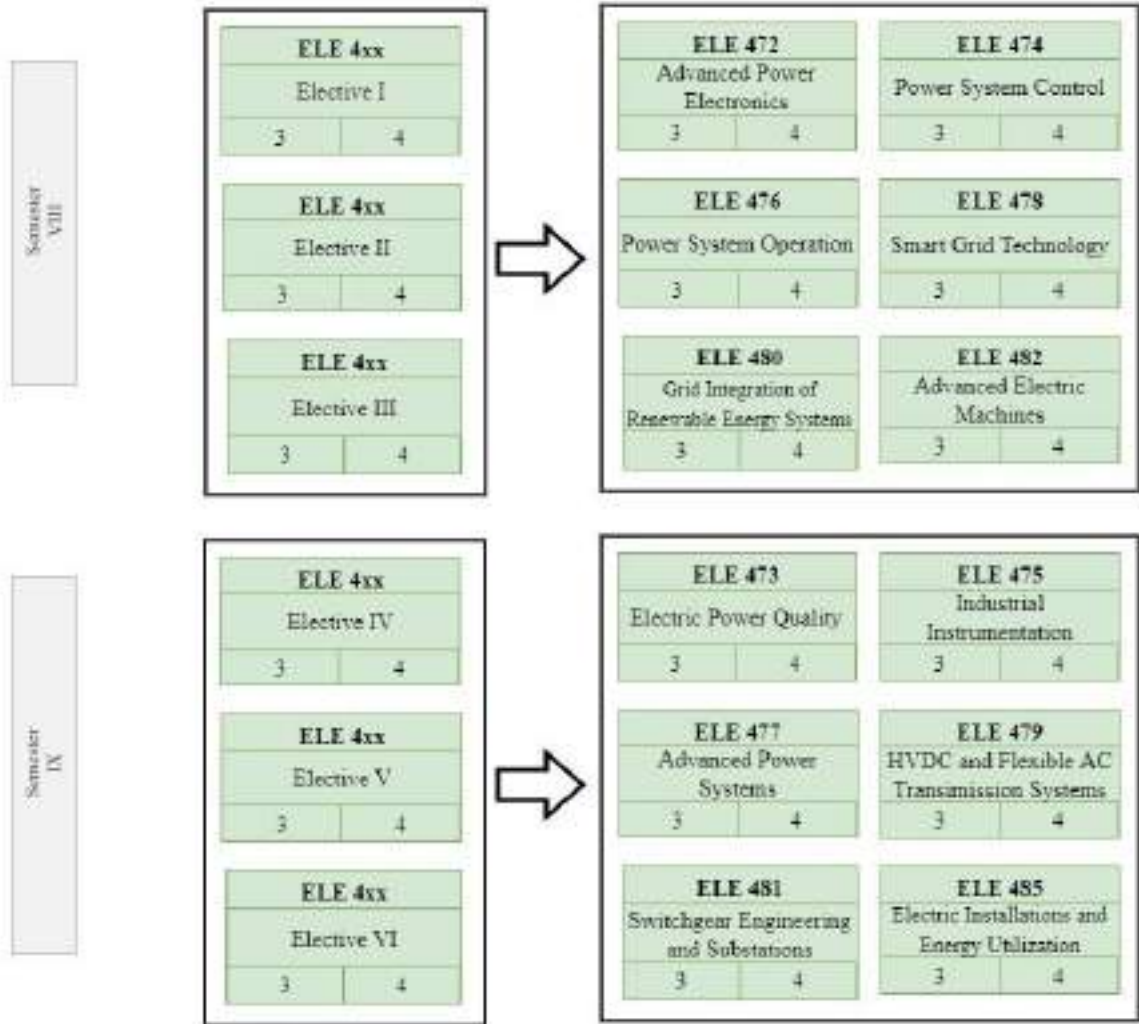 Semester
VIII
ELE 4xx
Elective I
3 4
ELE 4xx
Elective II
3 4
ELE 4xx
Elective III
3 4
ELE 472
Advanced Power
Electronics
3 4
ELE 474
Power System Control
3 4
ELE 476
Power System Operation
3 4
ELE 478
Smart Grid Technology
3 4
ELE 480
Grid Integration of
Renewable Energy Systems
3 4
ELE 482
Advanced Electric
Machines
3 4
Semester
IX
ELE 4xx
Elective IV
3 4
ELE 4xx
Elective V
3 4
ELE 4xx
Elective VI
3 4
ELE 473
Electric Power Quality
3 4
ELE 475
Industrial
Instrumentation
3 4
ELE 477
Advanced Power
Systems
3 4
ELE 479
HVDC and Flexible AC
Transmission Systems
3 4
ELE 481
Switchgear Engineering
and Substations
3 4
ELE 485
Electric Installations and
Energy Utilization
3 4